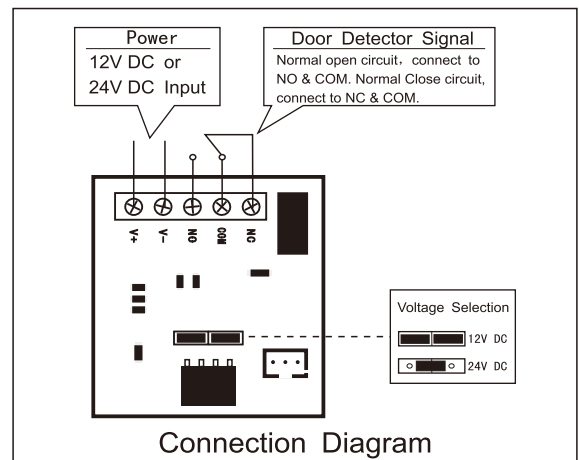 Power
12V DC or
24V DC Input
Door Detector Signal
Normal open circuit, connect to
NO & COM. Normal Close circuit,
connect to NC & COM.
V+ V- NO COM NC
Voltage Selection
12V DC
24V DC
Connection Diagram